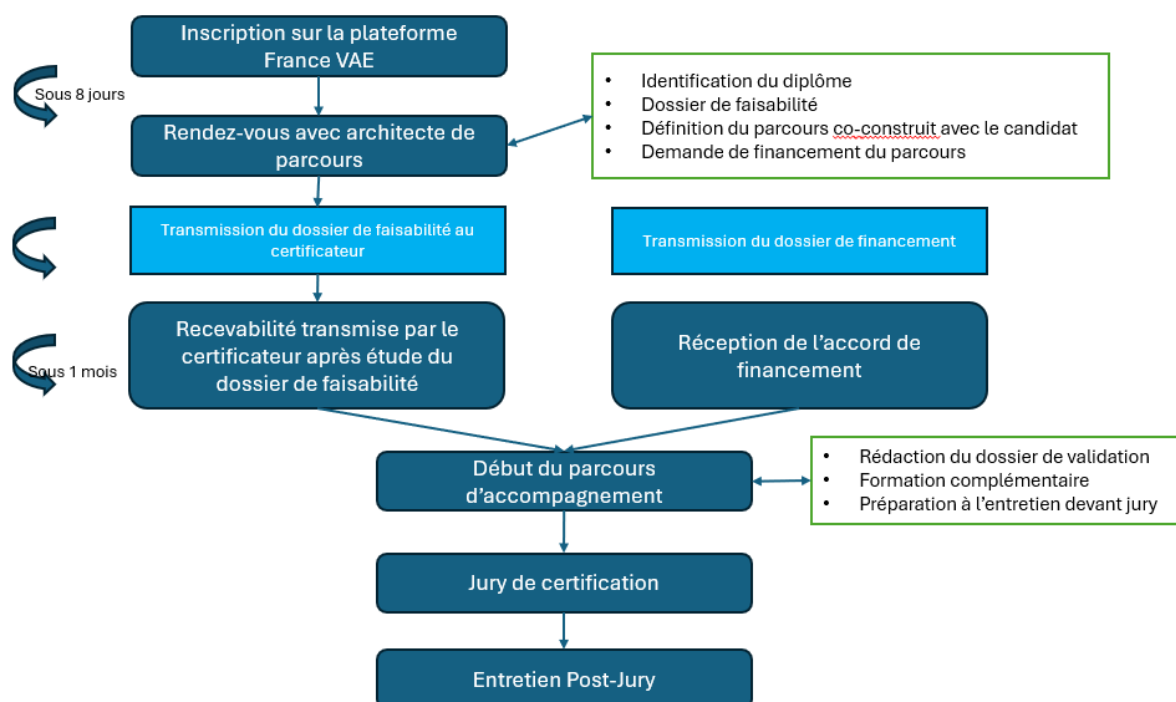 Inscription sur la plateforme
France VAE
Sous 8 jours
• Identification du diplôme
• Dossier de faisabilité
• Définition du parcours co-construit avec le candidat
• Demande de financement du parcours
Rendez-vous avec architecte de
parcours
Transmission du dossier de faisabilité au
certificateur
Transmission du dossier de financement
Recevabilité transmise par le
certificateur après étude du
dossier de faisabilité
Sous 1 mois
Réception de l’accord de
financement
Début du parcours
d’accompagnement
• Rédaction du dossier de validation
• Formation complémentaire
• Préparation à l’entretien devant jury
Jury de certification
Entretien Post-Jury